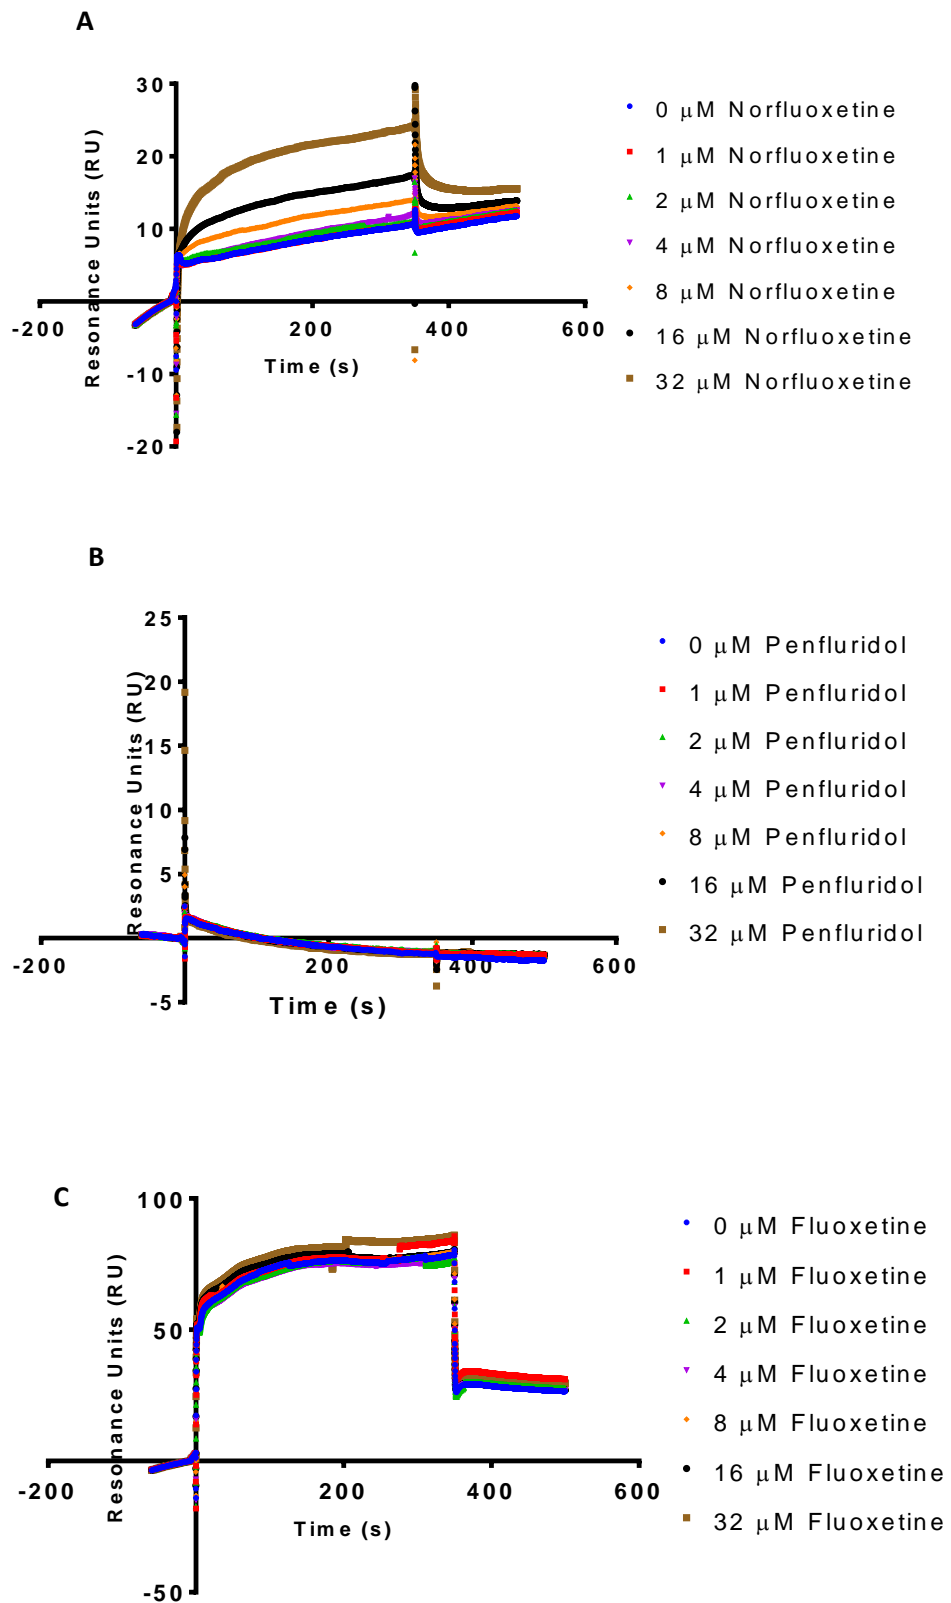 A
30
20
10
-10
-20
-200
200
400
600
Resonance Units (RU)
Time (s)
0 μM Norfluoxetine
1 μM Norfluoxetine
2 μM Norfluoxetine
4 μM Norfluoxetine
8 μM Norfluoxetine
16 μM Norfluoxetine
32 μM Norfluoxetine
B
25
20
15
10
5
-5
-200
200
400
600
Resonance Units (RU)
Time (s)
0 μM Penfluridol
1 μM Penfluridol
2 μM Penfluridol
4 μM Penfluridol
8 μM Penfluridol
16 μM Penfluridol
32 μM Penfluridol
C
100
50
-50
-200
200
400
600
Resonance Units (RU)
Time (s)
0 μM Fluoxetine
1 μM Fluoxetine
2 μM Fluoxetine
4 μM Fluoxetine
8 μM Fluoxetine
16 μM Fluoxetine
32 μM Fluoxetine